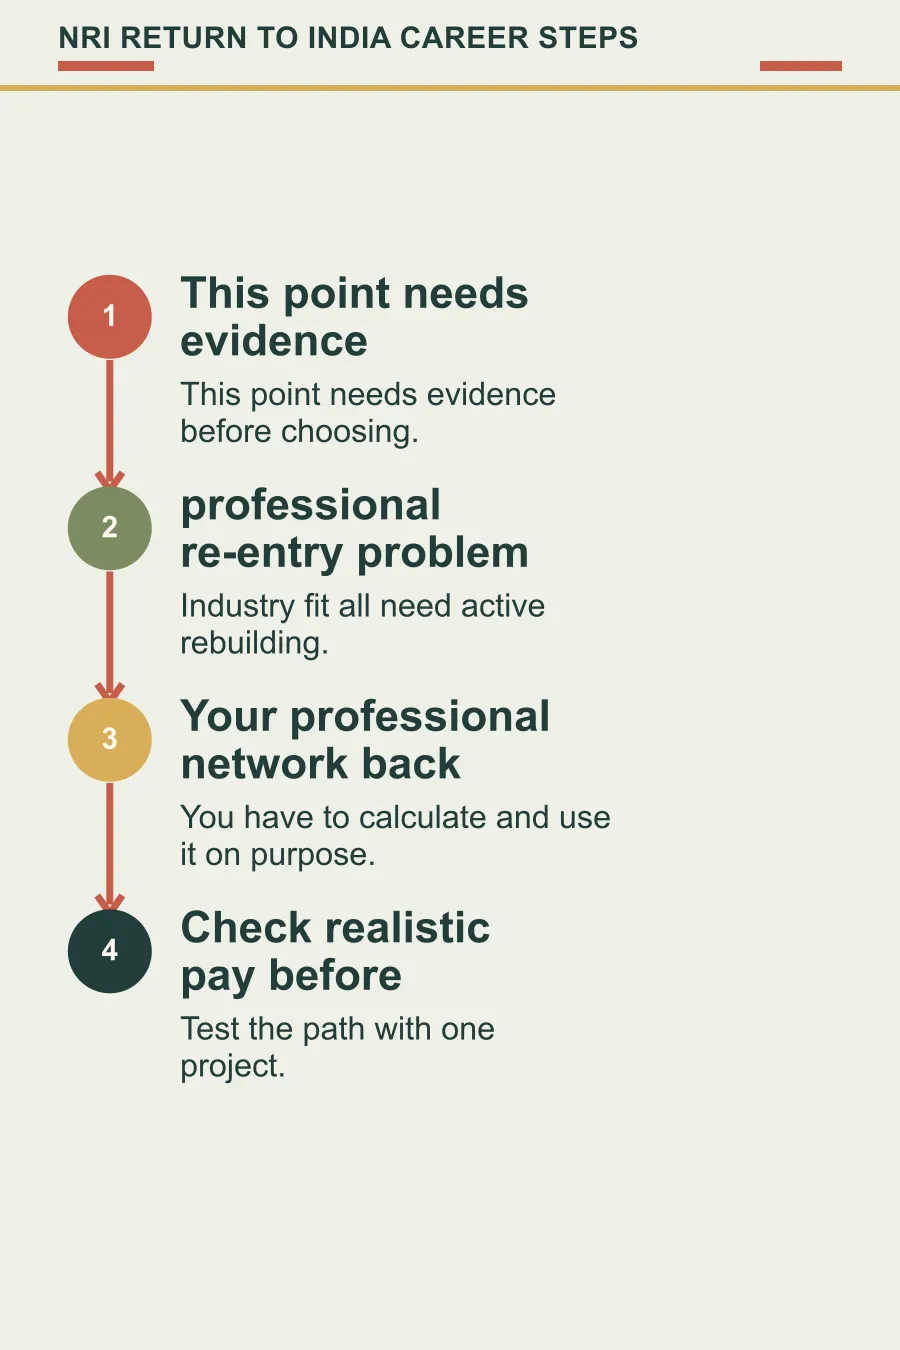 NRI RETURN TO INDIA CAREER STEPS
1
This point needs
evidence
This point needs evidence
before choosing.
2
professional
re-entry problem
Industry fit all need active
rebuilding.
3
Your professional
network back
You have to calculate and use
it on purpose.
4
Check realistic
pay before
Test the path with one
project.